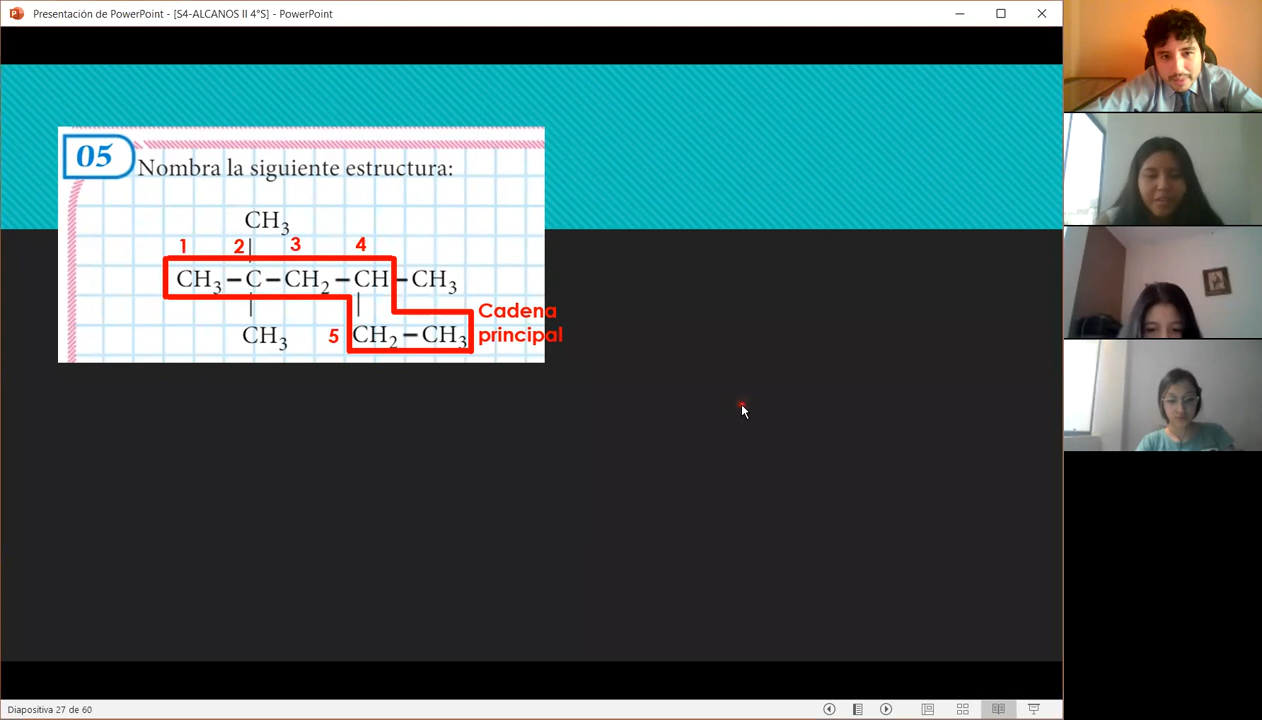 Presentación de PowerPoint - [S4-ALCANOS II 4°S] - PowerPoint
05
Nombra la siguiente estructura:
CH3
1 2 3 4
CH3 – C – CH2 – CH – CH3
Cadena
principal
CH3 5 CH2 – CH3
Diapositiva 27 de 60